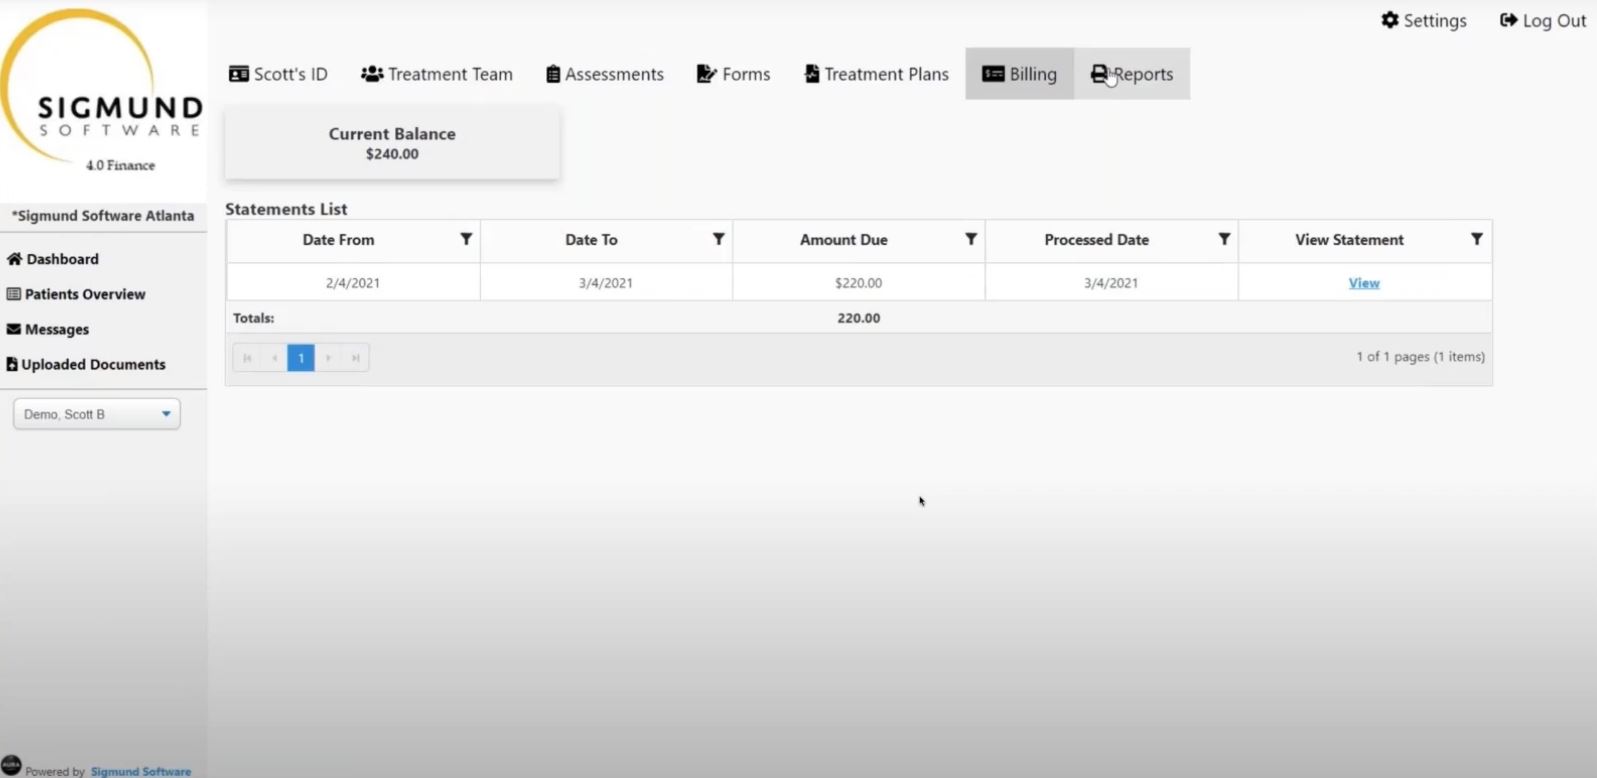 Settings Log Out
SIGMUND
SOFTWARE
4.0 Finance
Scott's ID Treatment Team Assessments Forms Treatment Plans Billing Reports
Current Balance
$240.00
*Sigmund Software Atlanta
Dashboard
Patients Overview
Messages
Uploaded Documents
Demo, Scott B
Statements List
Date From Date To Amount Due Processed Date View Statement
2/4/2021 3/4/2021 $220.00 3/4/2021 View
Totals: 220.00
1 1 of 1 pages (1 items)
AURA
Powered by Sigmund Software